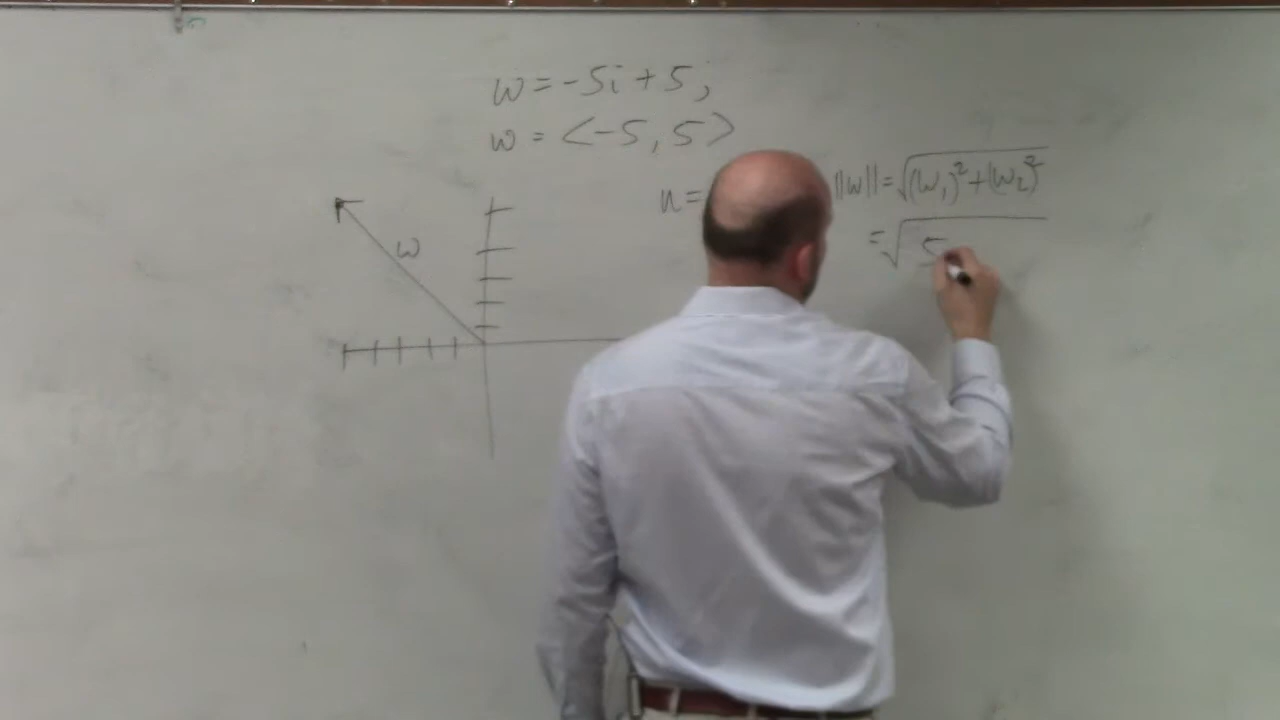 w = -5i + 5j
w = <-5, 5>
u =
||w|| = √(w₁)² + (w₂)²
= √ 5
w